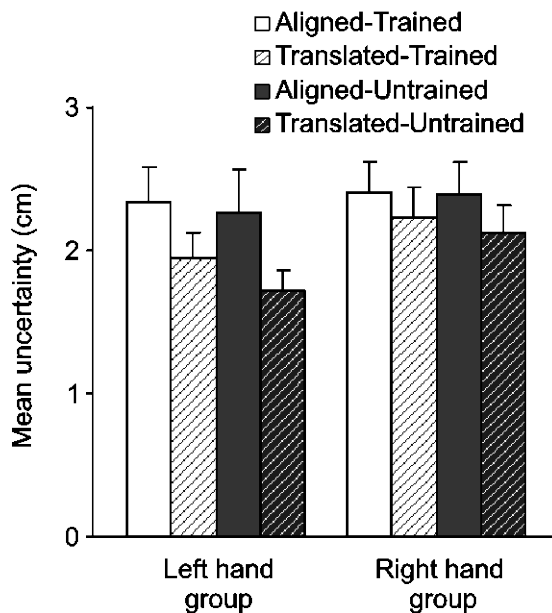 Aligned-Trained
Translated-Trained
Aligned-Untrained
Translated-Untrained
Mean uncertainty (cm)
3
2
1
0
Left hand
group
Right hand
group